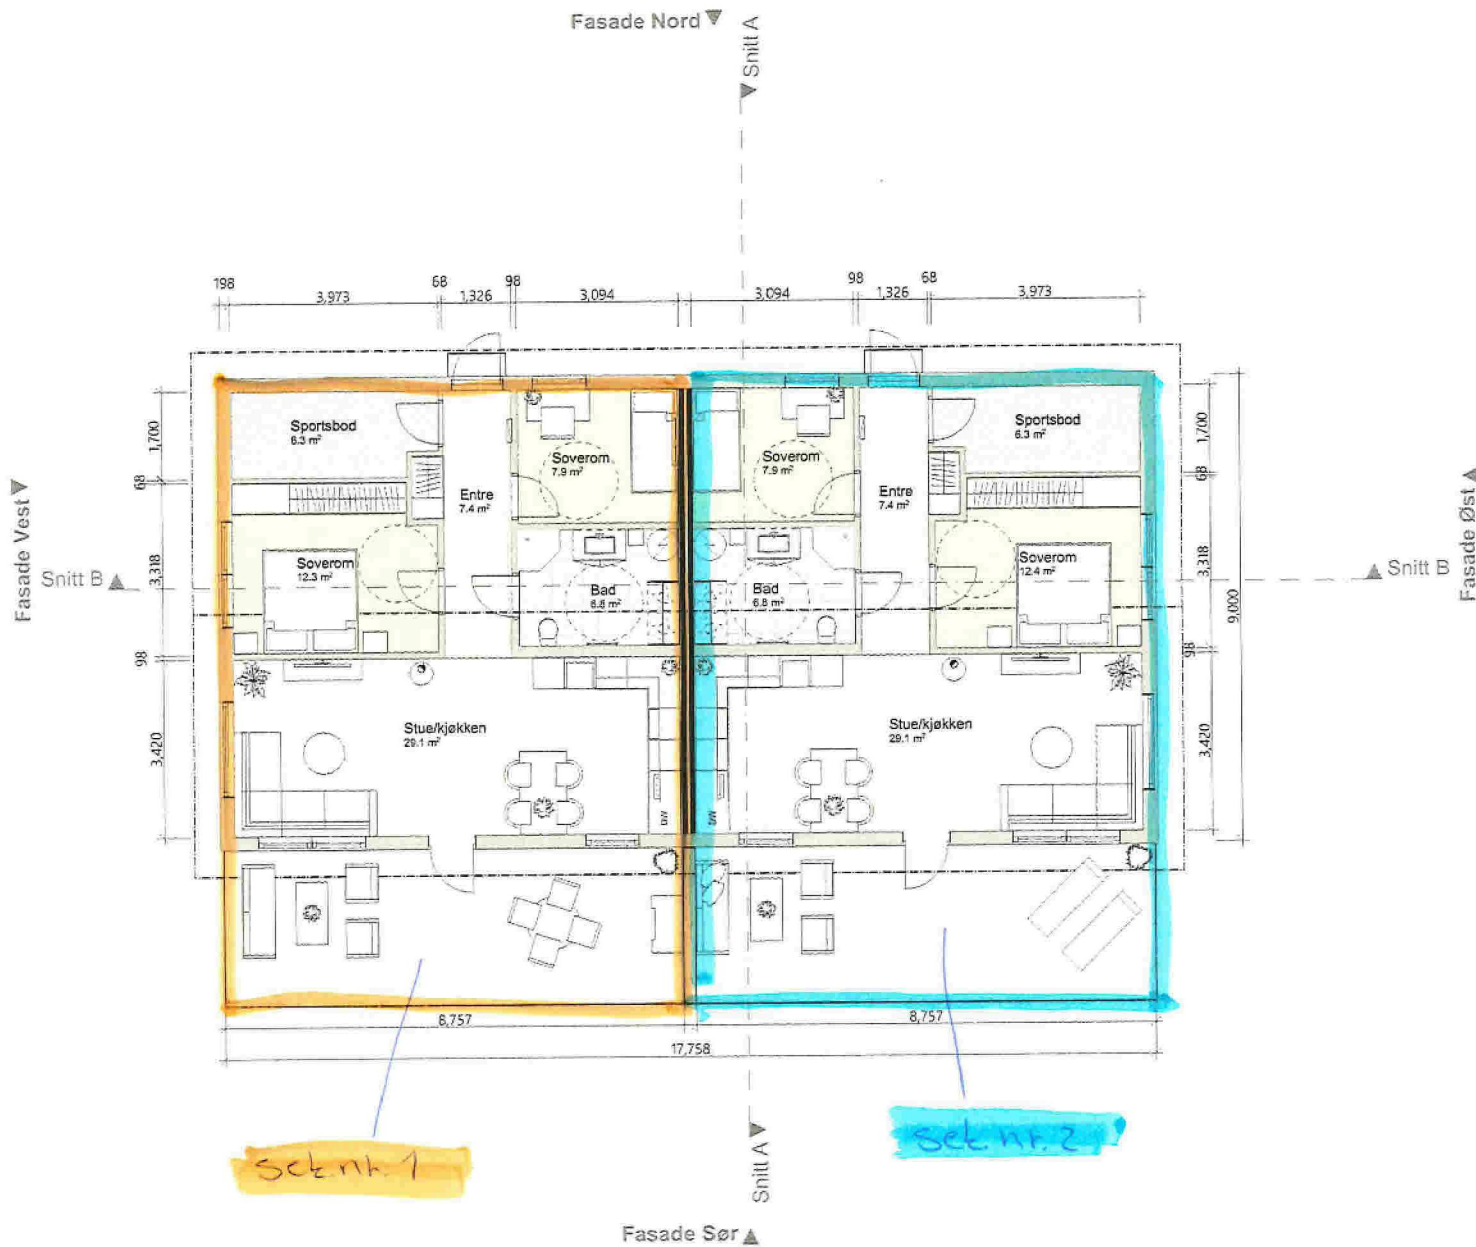 Fasade Nord
Snitt A
198 3,973 68 1,326 98 3,094 3,094 98 1,326 68 3,973
Sportsbod
6.3 m²
Soverom
7.9 m²
Entre
7.4 m²
Soverom
12.3 m²
Bad
6.8 m²
Stue/kjøkken
29.1 m²
DW
Soverom
7.9 m²
Entre
7.4 m²
Sportsbod
6.3 m²
Soverom
12.4 m²
Bad
6.8 m²
Stue/kjøkken
29.1 m²
DW
1,700
68
3,318
98
3,420
1,700
68
3,318
98
3,420
9,000
Fasade Vest
Snitt B
Snitt B
Fasade Øst
8,757 8,757
17,758
sek nr. 1
sek nr. 2
Snitt A
Fasade Sør